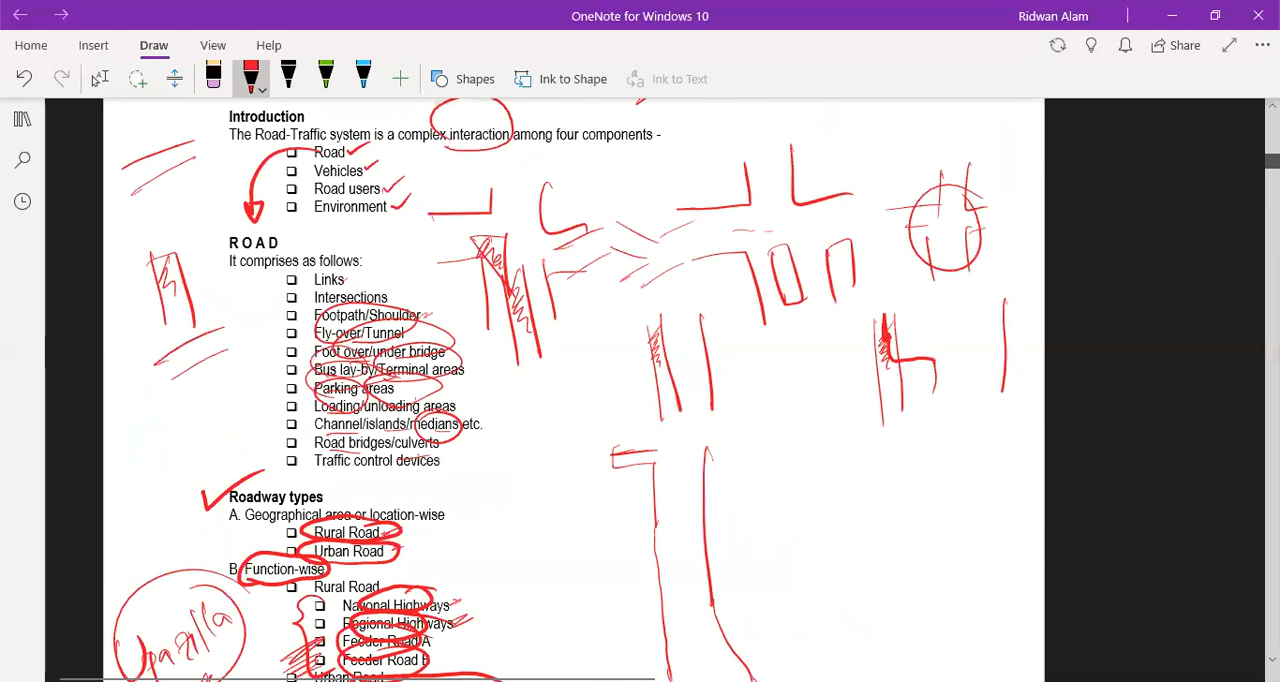 OneNote for Windows 10
Ridwan Alam
Home Insert Draw View Help
Share
Shapes Ink to Shape Ink to Text
Introduction
The Road-Traffic system is a complex interaction among four components -
Road
Vehicles
Road users
Environment
R O A D
It comprises as follows:
Links
Intersections
Footpath/Shoulder
Fly-over/Tunnel
Foot over/under bridge
Bus lay-by/Terminal areas
Parking areas
Loading/unloading areas
Channel/islands/medians etc.
Road bridges/culverts
Traffic control devices
Roadway types
A. Geographical area or location-wise
Rural Road
Urban Road
B. Function-wise
Rural Road
National Highways
Regional Highways
Feeder Road A
Feeder Road B
Urban Road
Upazilla